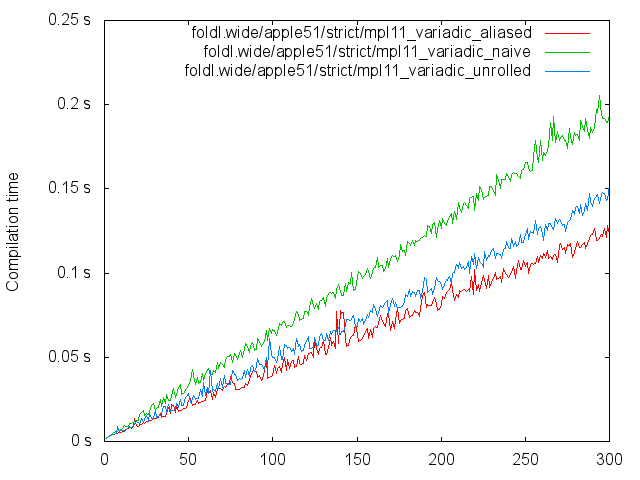 0.25 s
foldl.wide/apple51/strict/mpl11_variadic_aliased
foldl.wide/apple51/strict/mpl11_variadic_naive
foldl.wide/apple51/strict/mpl11_variadic_unrolled
0.2 s
0.15 s
Compilation time
0.1 s
0.05 s
0 s
0 50 100 150 200 250 300